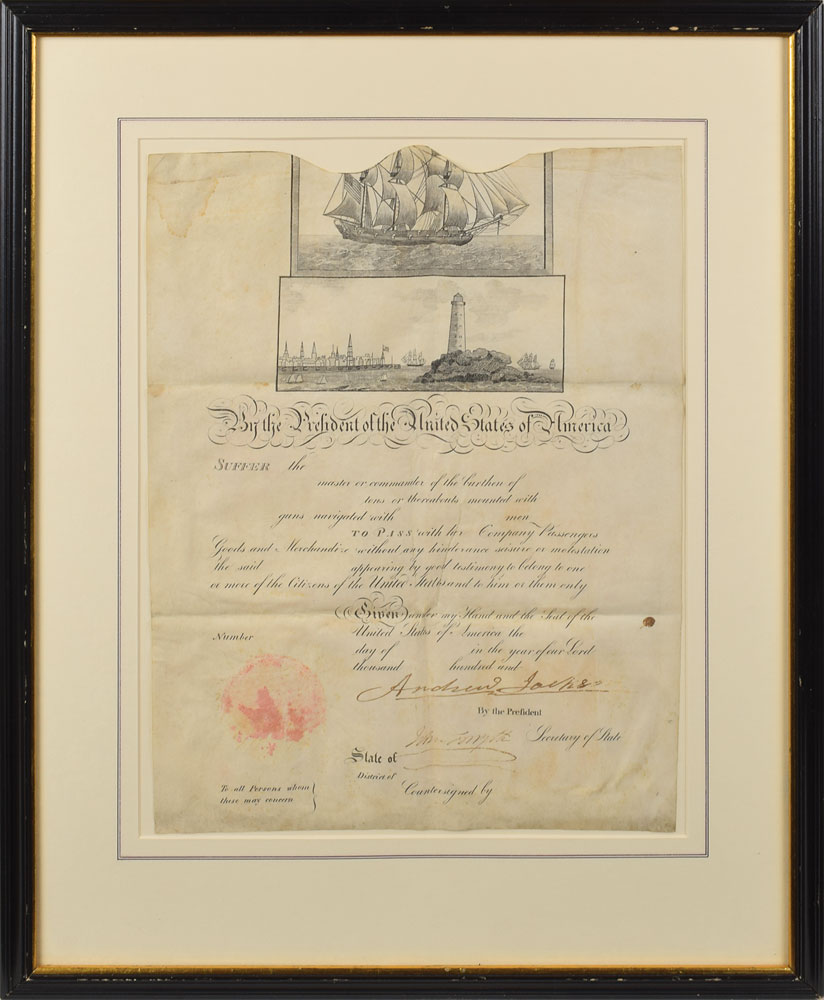 By the President of the United States of America
SUFFER the
master or commander of the burthen of
tons or thereabouts mounted with
guns navigated with men
TO PASS with her Company Passengers
Goods and Merchandize without any hinderance seisure or molestation
the said appearing by good testimony to belong to one
or more of the Citizens of the United States and to him or them only
Given under my Hand and the Seal of the
United States of America the
Number
day of in the year of our Lord
thousand hundred and
Andrew Jackson
By the President
John Forsyth Secretary of State
State of
District of
To all Persons whom
these may concern
Countersigned by